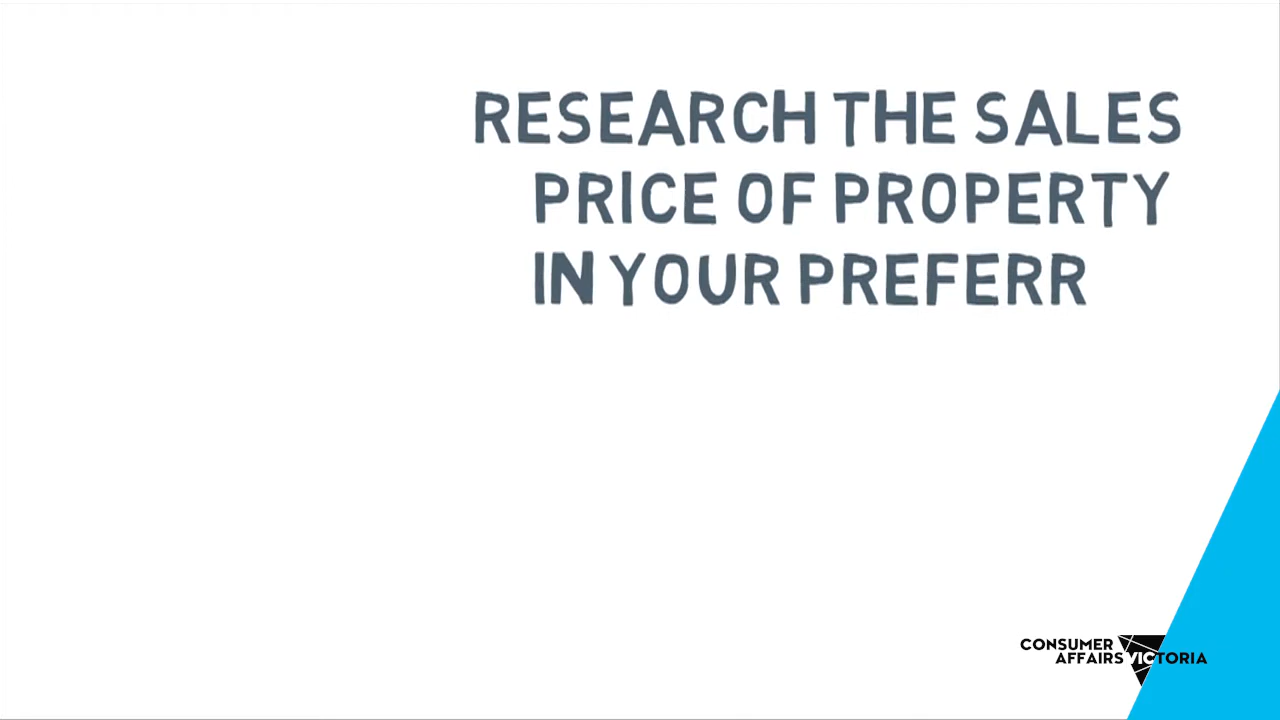 RESEARCH THE SALES
PRICE OF PROPERTY
IN YOUR PREFERR
CONSUMER
AFFAIRS VICTORIA